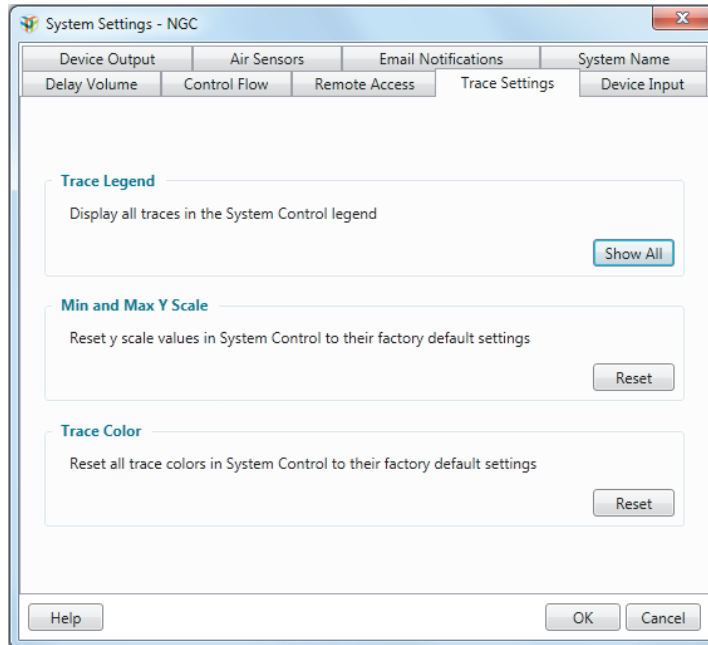 System Settings - NGC
Device Output Air Sensors Email Notifications System Name
Delay Volume Control Flow Remote Access Trace Settings Device Input
Trace Legend
Display all traces in the System Control legend
Show All
Min and Max Y Scale
Reset y scale values in System Control to their factory default settings
Reset
Trace Color
Reset all trace colors in System Control to their factory default settings
Reset
Help OK Cancel